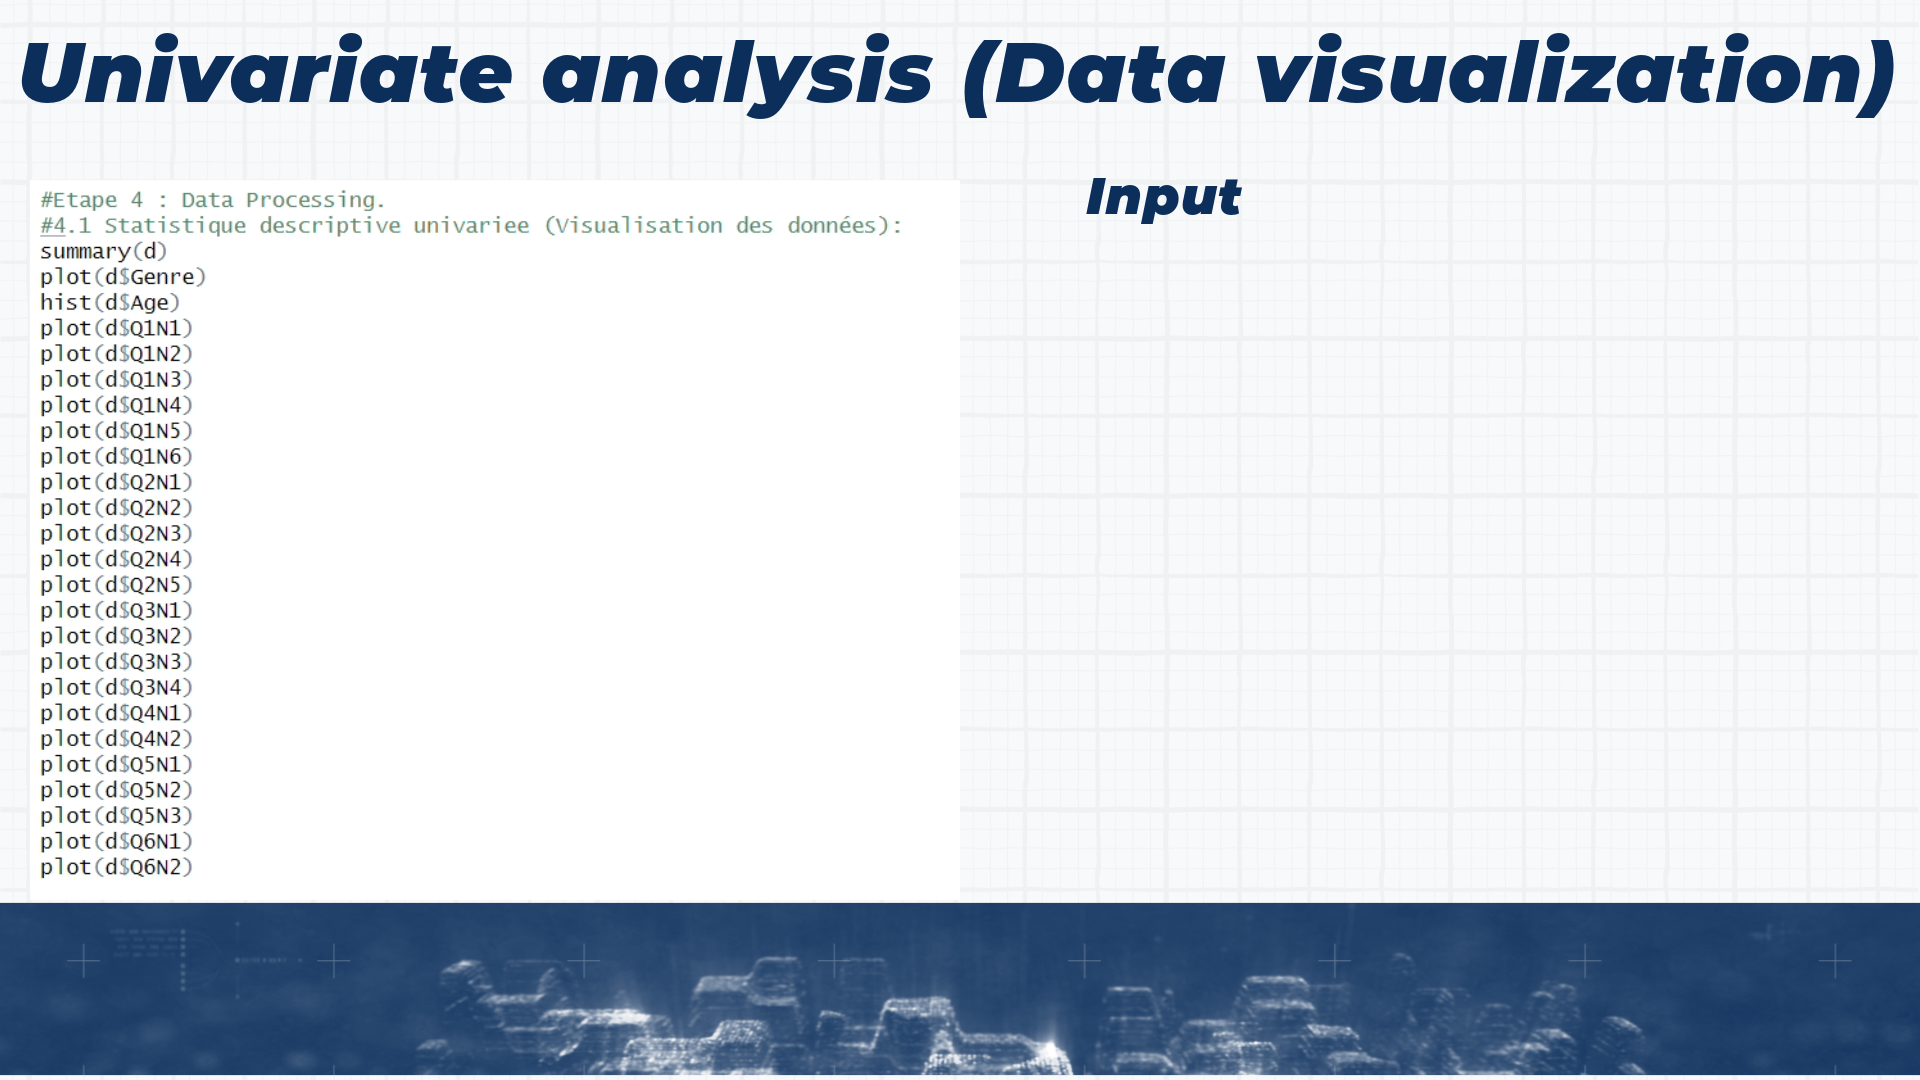 Univariate analysis (Data visualization)
Input
#Etape 4 : Data Processing.
#4.1 Statistique descriptive univariee (Visualisation des données):
summary(d)
plot(d$Genre)
hist(d$Age)
plot(d$Q1N1)
plot(d$Q1N2)
plot(d$Q1N3)
plot(d$Q1N4)
plot(d$Q1N5)
plot(d$Q1N6)
plot(d$Q2N1)
plot(d$Q2N2)
plot(d$Q2N3)
plot(d$Q2N4)
plot(d$Q2N5)
plot(d$Q3N1)
plot(d$Q3N2)
plot(d$Q3N3)
plot(d$Q3N4)
plot(d$Q4N1)
plot(d$Q4N2)
plot(d$Q5N1)
plot(d$Q5N2)
plot(d$Q5N3)
plot(d$Q6N1)
plot(d$Q6N2)